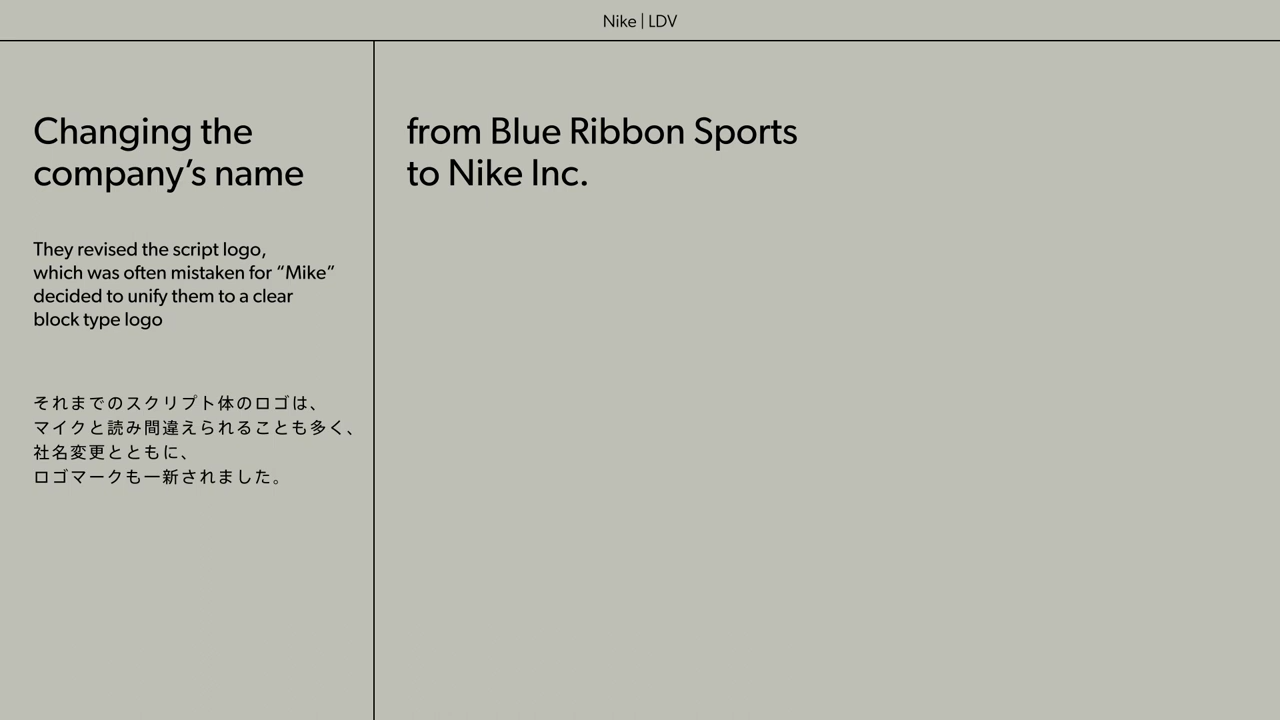 Nike | LDV
Changing the
company’s name
from Blue Ribbon Sports
to Nike Inc.
They revised the script logo,
which was often mistaken for “Mike”
decided to unify them to a clear
block type logo
それまでのスクリプト体のロゴは、
マイクと読み間違えられることも多く、
社名変更とともに、
ロゴマークも一新されました。